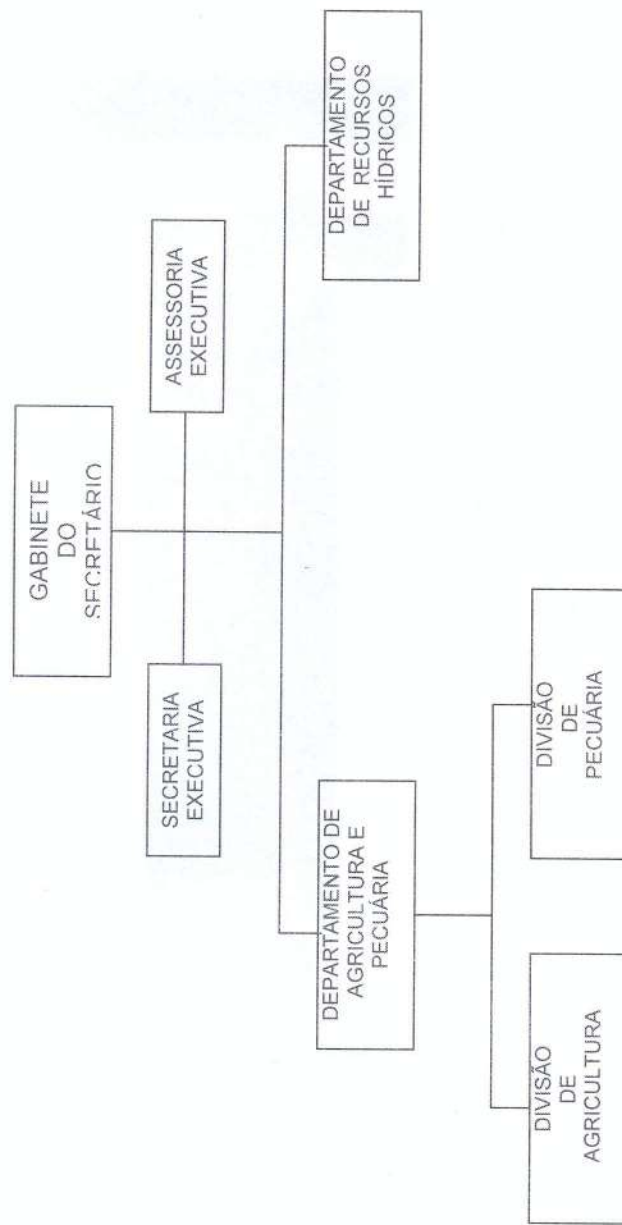 GABINETE
DO
SECRETÁRIO
SECRETARIA
EXECUTIVA
ASSESSORIA
EXECUTIVA
DEPARTAMENTO DE
AGRICULTURA E
PECUÁRIA
DEPARTAMENTO
DE RECURSOS
HÍDRICOS
DIVISÃO
DE
AGRICULTURA
DIVISÃO
DE
PECUÁRIA